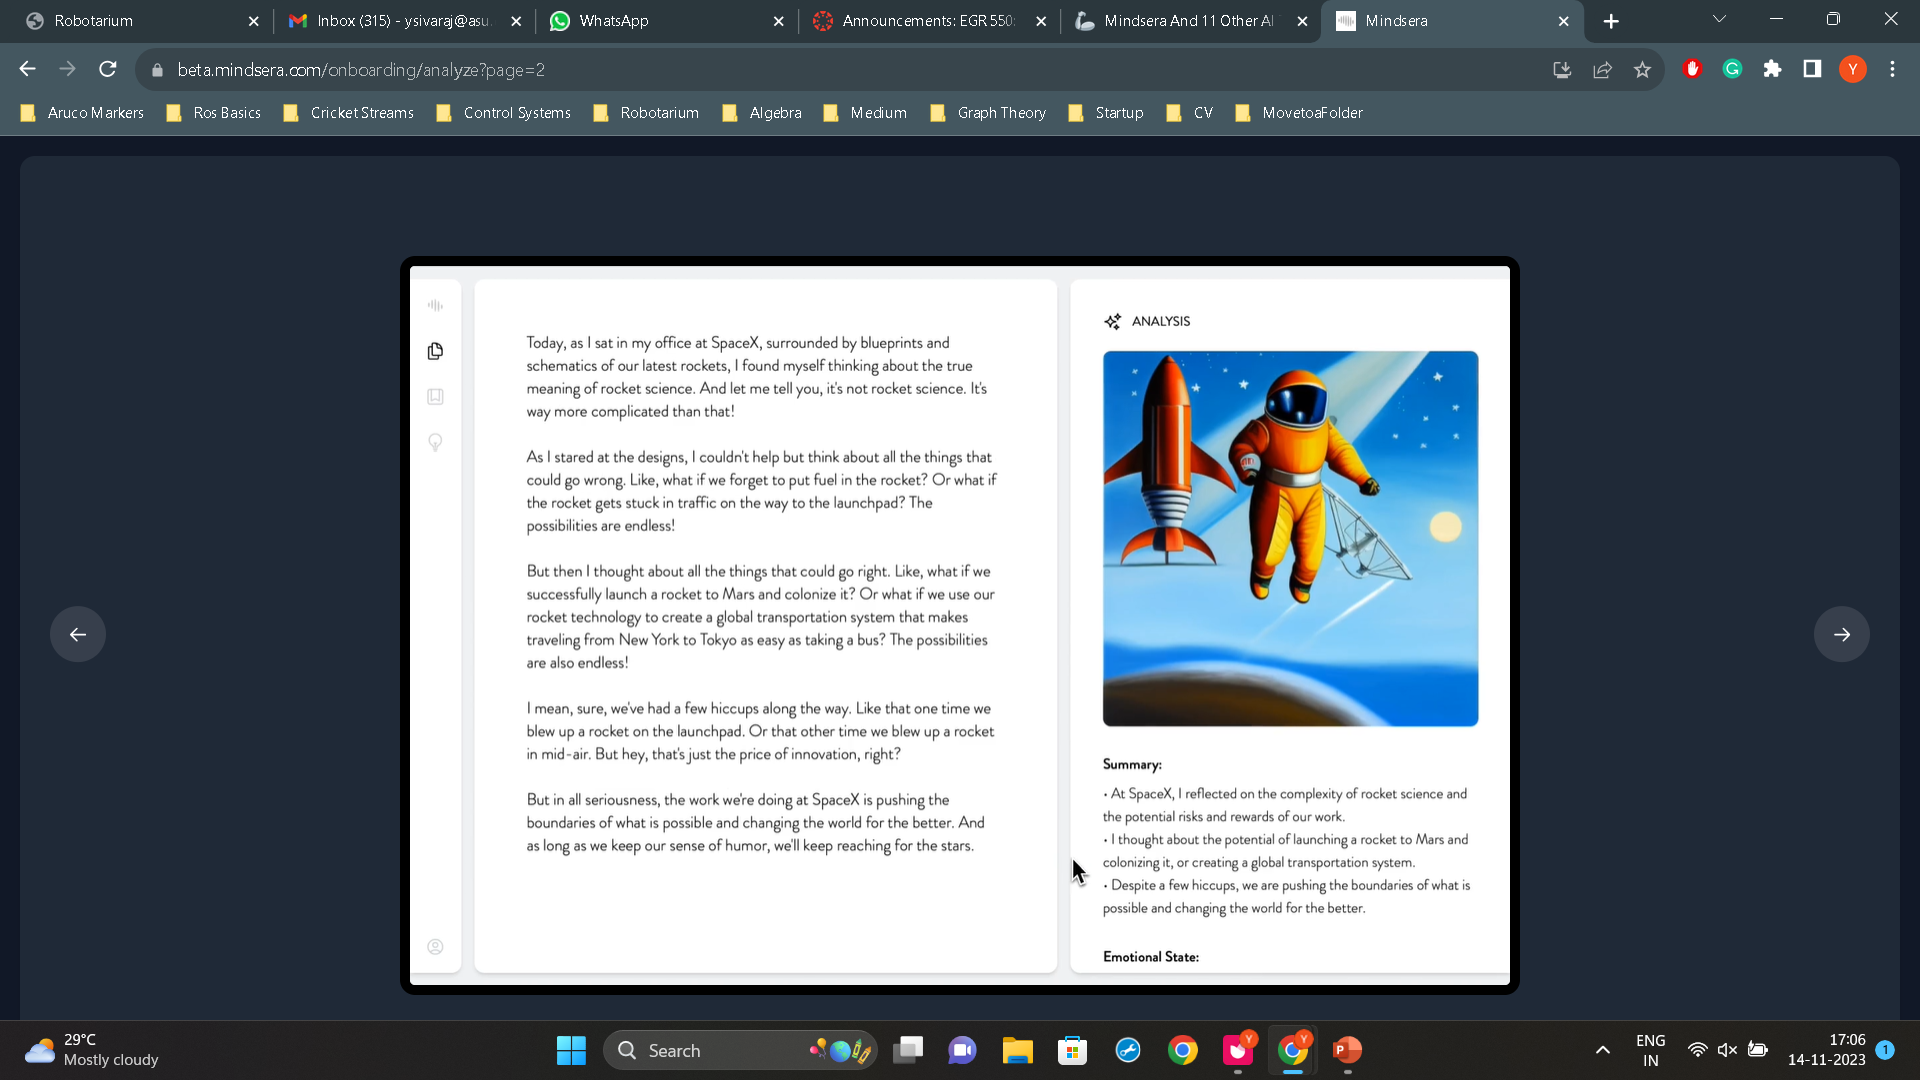 Robotarium
Inbox (315) - ysivaraj@asu.
WhatsApp
Announcements: EGR 550:
Mindsera And 11 Other AI
Mindsera
beta.mindsera.com/onboarding/analyze?page=2
Y
Aruco Markers
Ros Basics
Cricket Streams
Control Systems
Robotarium
Algebra
Medium
Graph Theory
Startup
CV
MovetoaFolder
Today, as I sat in my office at SpaceX, surrounded by blueprints and
schematics of our latest rockets, I found myself thinking about the true
meaning of rocket science. And let me tell you, it's not rocket science. It's
way more complicated than that!
As I stared at the designs, I couldn't help but think about all the things that
could go wrong. Like, what if we forget to put fuel in the rocket? Or what if
the rocket gets stuck in traffic on the way to the launchpad? The
possibilities are endless!
But then I thought about all the things that could go right. Like, what if we
successfully launch a rocket to Mars and colonize it? Or what if we use our
rocket technology to create a global transportation system that makes
traveling from New York to Tokyo as easy as taking a bus? The possibilities
are also endless!
I mean, sure, we've had a few hiccups along the way. Like that one time we
blew up a rocket on the launchpad. Or that other time we blew up a rocket
in mid-air. But hey, that's just the price of innovation, right?
But in all seriousness, the work we're doing at SpaceX is pushing the
boundaries of what is possible and changing the world for the better. And
as long as we keep our sense of humor, we'll keep reaching for the stars.
ANALYSIS
Summary:
• At SpaceX, I reflected on the complexity of rocket science and
the potential risks and rewards of our work.
• I thought about the potential of launching a rocket to Mars and
colonizing it, or creating a global transportation system.
• Despite a few hiccups, we are pushing the boundaries of what is
possible and changing the world for the better.
Emotional State:
29°C
Mostly cloudy
Search
ENG
IN
17:06
14-11-2023
1